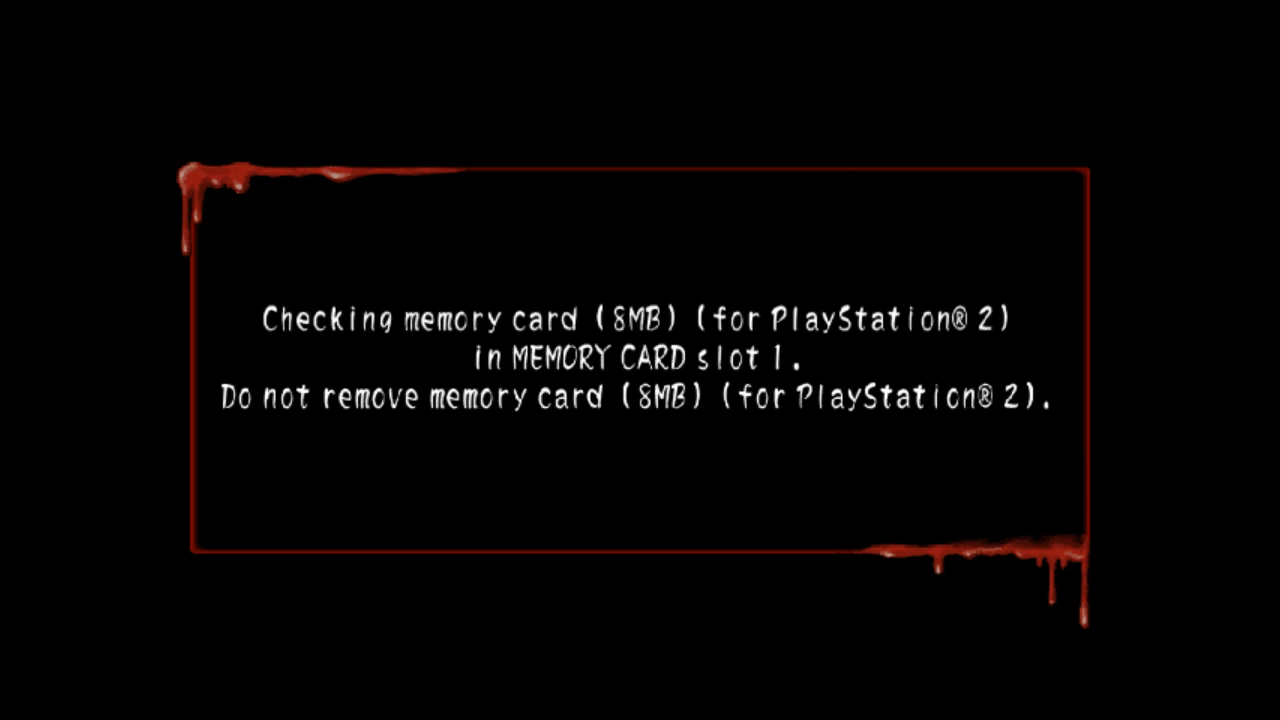 Checking memory card (8MB) (for PlayStation® 2)
in MEMORY CARD slot 1.
Do not remove memory card (8MB) (for PlayStation® 2).